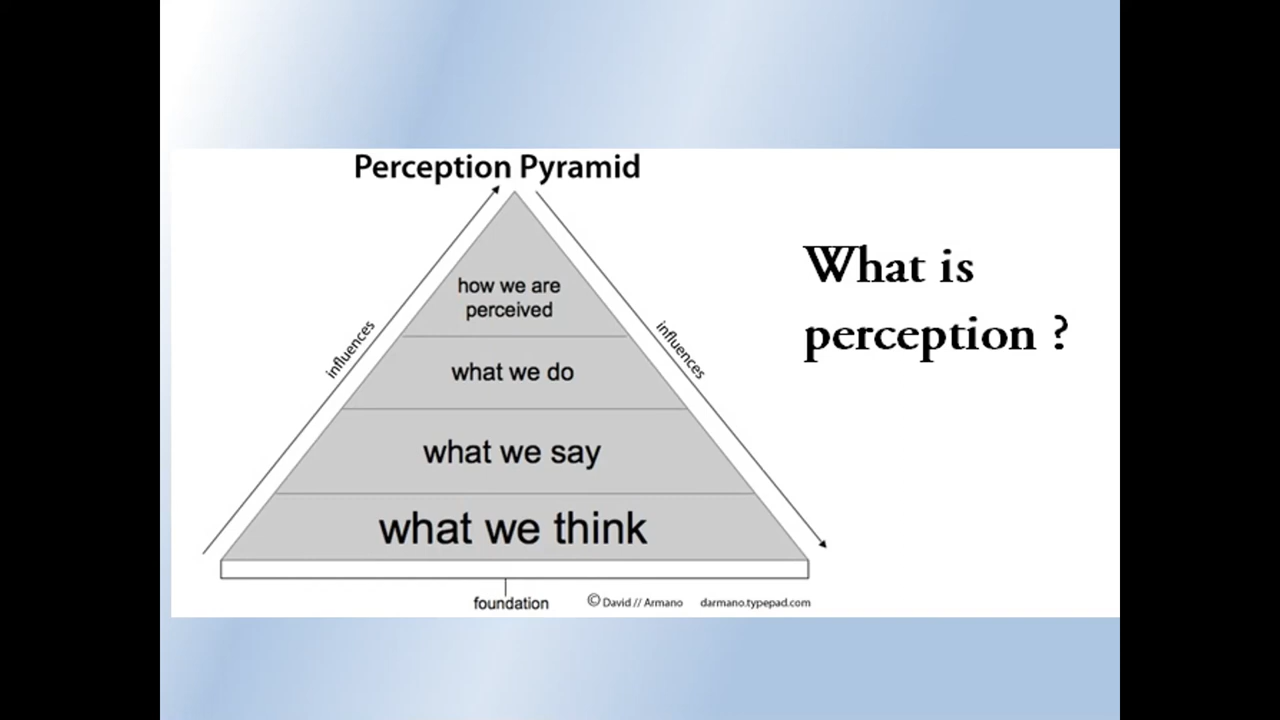 Perception Pyramid
What is
perception ?
how we are
perceived
what we do
what we say
what we think
influences
influences
foundation
© David // Armano darmano.typepad.com